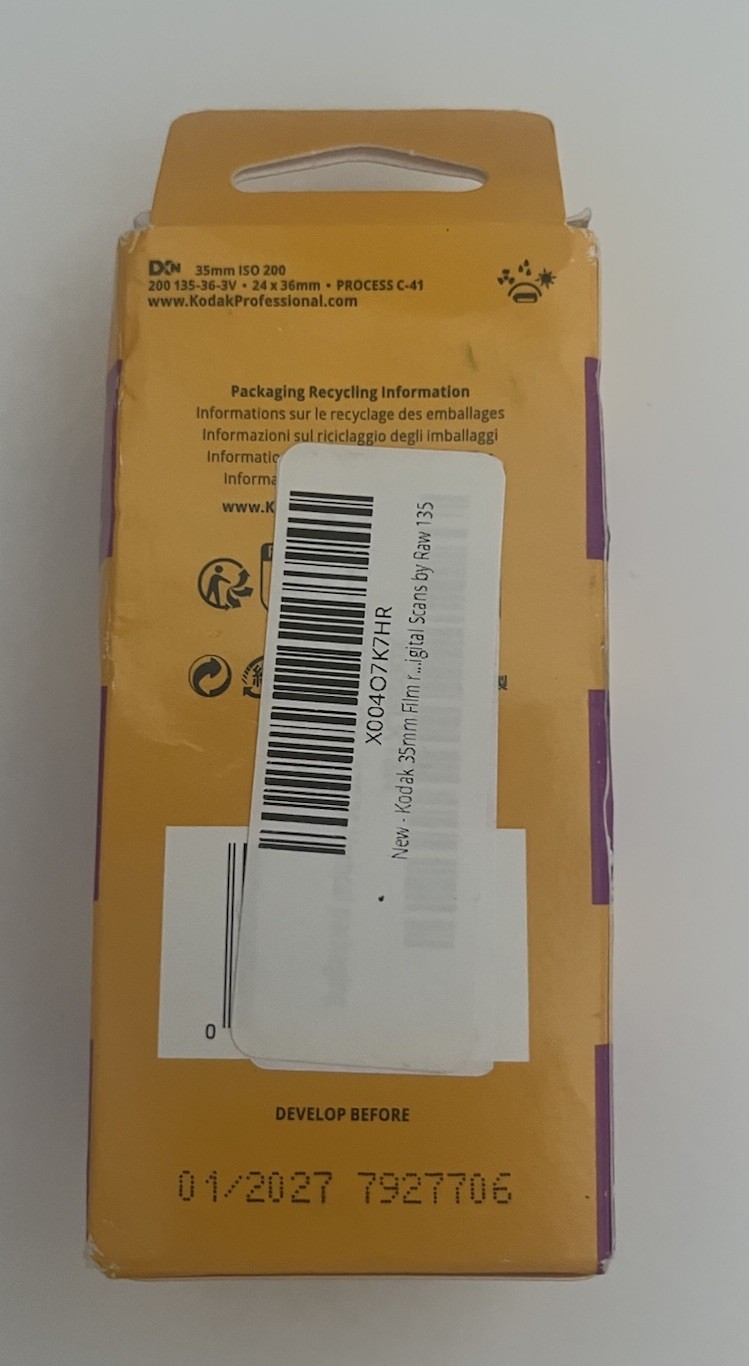 DXN 35mm ISO 200
200 135-36-3V • 24 x 36mm • PROCESS C-41
www.KodakProfessional.com
Packaging Recycling Information
Informations sur le recyclage des emballages
Informazioni sul riciclaggio degli imballaggi
X004O7K7HR
New - Kodak 35mm Film r...igital Scans by Raw 135
0
DEVELOP BEFORE
01/2027 7927706